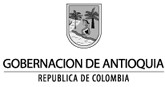 GOBERNACION DE ANTIOQUIA
REPUBLICA DE COLOMBIA